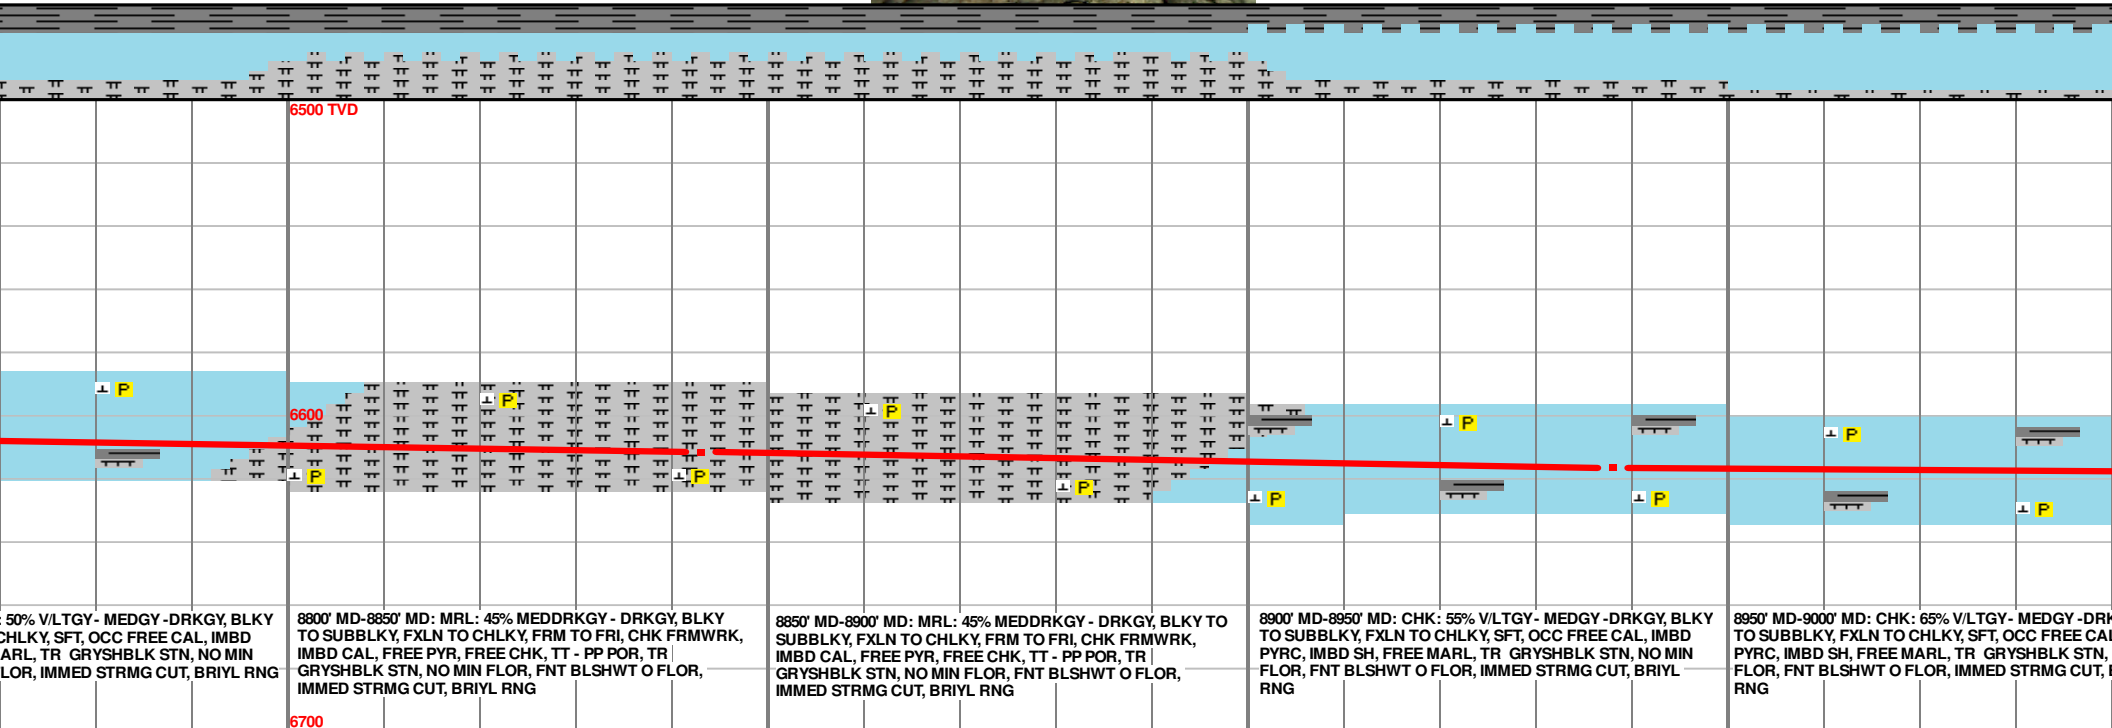 6500 TVD
P
P
P
P
P
P
P
P
P
P
P
P
6600
: 50% V/LTGY- MEDGY -DRKGY, BLKY
CHLKY, SFT, OCC FREE CAL, IMBD
ARL, TR GRYSHBLK STN, NO MIN
LOR, IMMED STRMG CUT, BRIYL RNG
8800' MD-8850' MD: MRL: 45% MEDDRKGY - DRKGY, BLKY
TO SUBBLKY, FXLN TO CHLKY, FRM TO FRI, CHK FRMWRK,
IMBD CAL, FREE PYR, FREE CHK, TT - PP POR, TR
GRYSHBLK STN, NO MIN FLOR, FNT BLSHWT O FLOR,
IMMED STRMG CUT, BRIYL RNG
8850' MD-8900' MD: MRL: 45% MEDDRKGY - DRKGY, BLKY TO
SUBBLKY, FXLN TO CHLKY, FRM TO FRI, CHK FRMWRK,
IMBD CAL, FREE PYR, FREE CHK, TT - PP POR, TR
GRYSHBLK STN, NO MIN FLOR, FNT BLSHWT O FLOR,
IMMED STRMG CUT, BRIYL RNG
8900' MD-8950' MD: CHK: 55% V/LTGY- MEDGY -DRKGY, BLKY
TO SUBBLKY, FXLN TO CHLKY, SFT, OCC FREE CAL, IMBD
PYRC, IMBD SH, FREE MARL, TR GRYSHBLK STN, NO MIN
FLOR, FNT BLSHWT O FLOR, IMMED STRMG CUT, BRIYL
RNG
8950' MD-9000' MD: CHK: 65% V/LTGY- MEDGY -DRK
TO SUBBLKY, FXLN TO CHLKY, SFT, OCC FREE CAL
PYRC, IMBD SH, FREE MARL, TR GRYSHBLK STN,
FLOR, FNT BLSHWT O FLOR, IMMED STRMG CUT,
RNG
6700